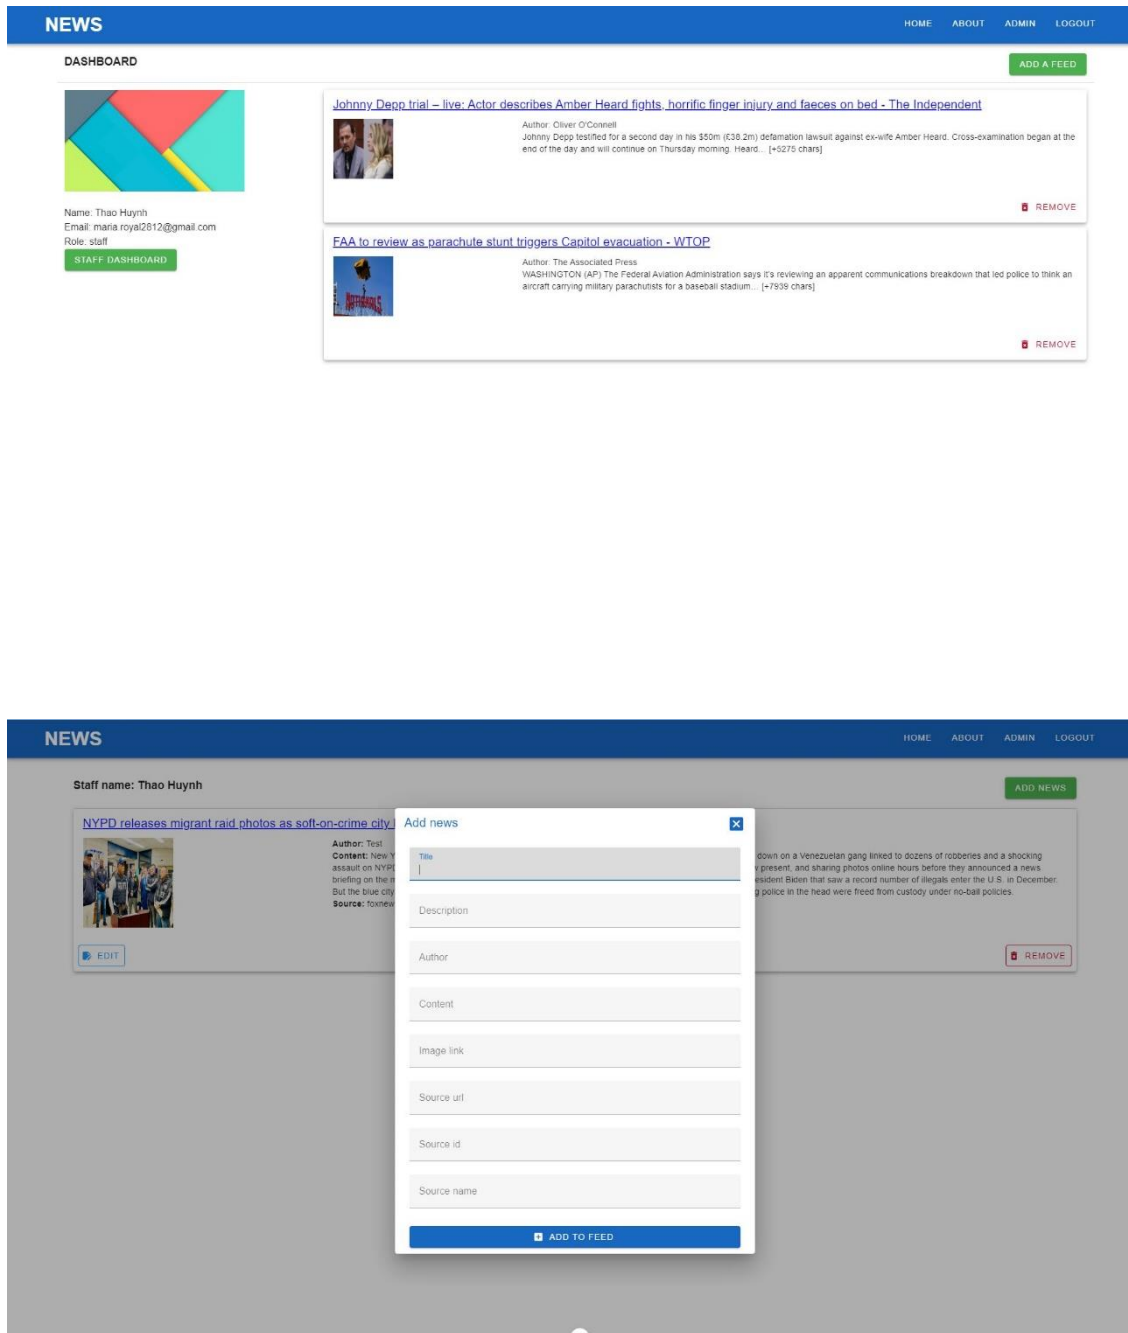 NEWS
HOME ABOUT ADMIN LOGOUT
DASHBOARD
ADD A FEED
Johnny Depp trial – live: Actor describes Amber Heard fights, horrific finger injury and faeces on bed - The Independent
Author: Oliver O'Connell
Johnny Depp testified for a second day in his $50m (£38.2m) defamation lawsuit against ex-wife Amber Heard. Cross-examination began at the
end of the day and will continue on Thursday morning. Heard... [+5275 chars]
REMOVE
Name: Thao Huynh
Email: maria.royal2812@gmail.com
Role: staff
STAFF DASHBOARD
FAA to review as parachute stunt triggers Capitol evacuation - WTOP
Author: The Associated Press
WASHINGTON (AP) The Federal Aviation Administration says it's reviewing an apparent communications breakdown that led police to think an
aircraft carrying military parachutists for a baseball stadium... [+7939 chars]
NATIONALS
REMOVE
NEWS
HOME ABOUT ADMIN LOGOUT
Staff name: Thao Huynh
ADD NEWS
NYPD releases migrant raid photos as soft-on-crime city
Author: Test
Content: New Y
down on a Venezuelan gang linked to dozens of robberies and a shocking
assault on NYPD
present, and sharing photos online hours before they announced a news
briefing on the
esident Biden that saw a record number of illegals enter the U.S. in December.
But the blue city
g police in the head were freed from custody under no-bail policies.
Source: foxnew
EDIT
REMOVE
Add news
Title
Description
Author
Content
Image link
Source url
Source id
Source name
ADD TO FEED